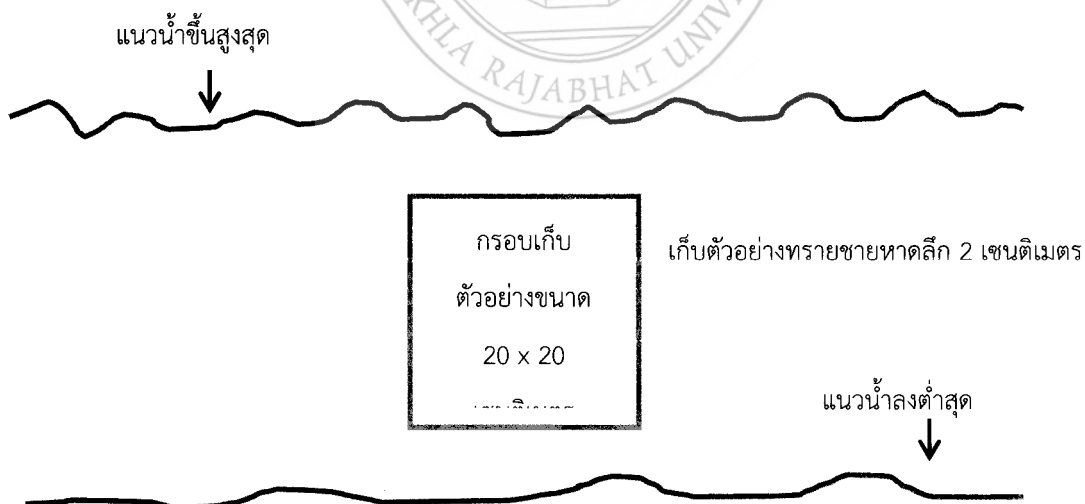 KHLA RAJABHAT UNIV
แนวน้ำขึ้นสูงสุด
กรอบเก็บ
ตัวอย่างขนาด
20 x 20
เก็บตัวอย่างทรายชายหาดลึก 2 เซนติเมตร
แนวน้ำลงต่ำสุด